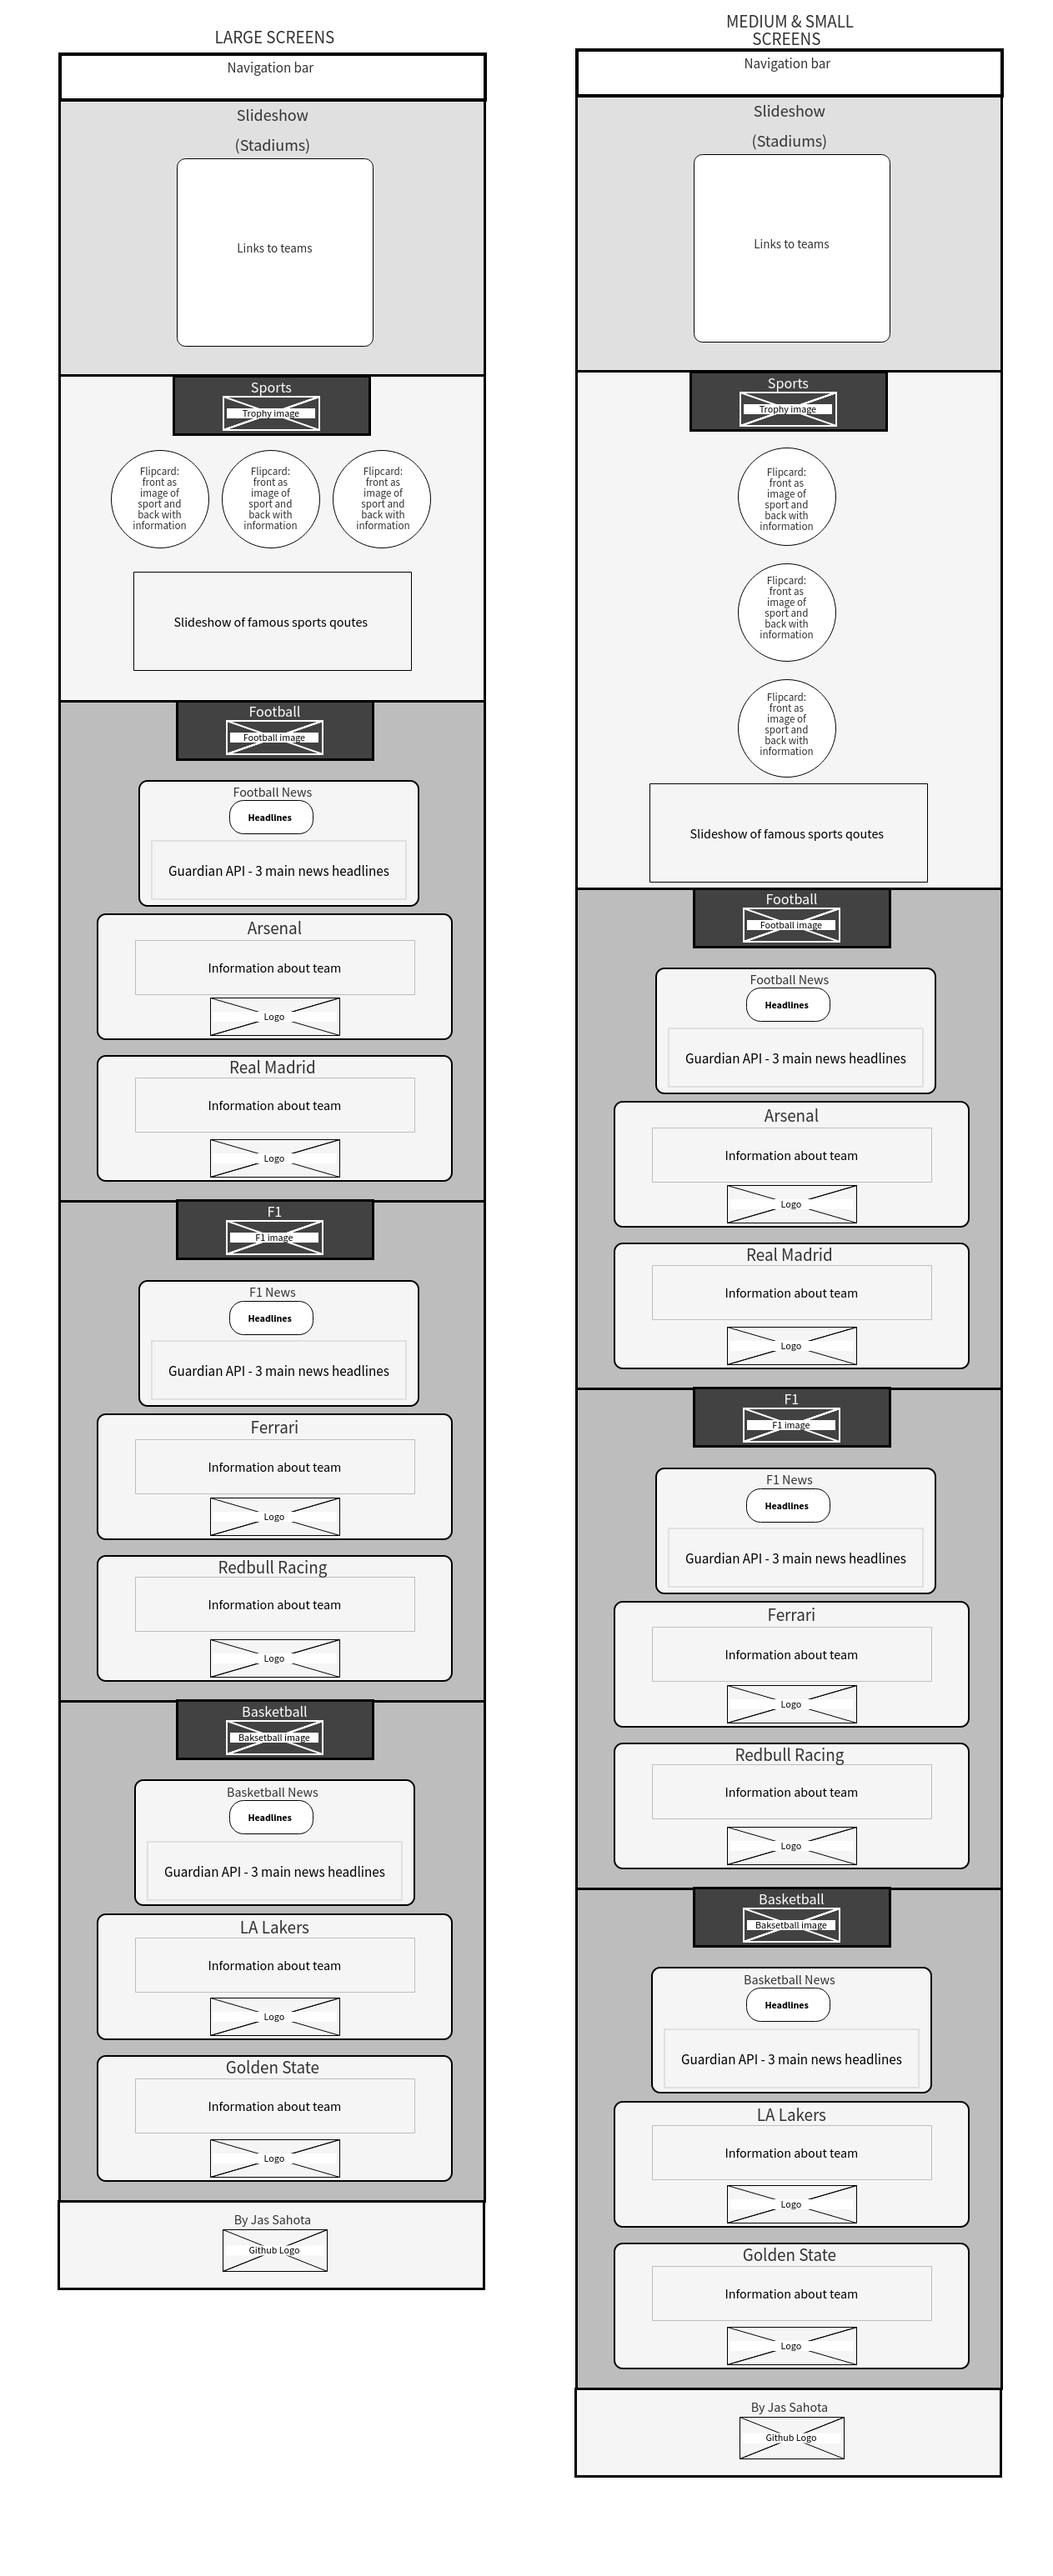 LARGE SCREENS
Navigation bar
Slideshow
(Stadiums)
Links to teams
Sports
Trophy image
Flipcard:
front as
image of
sport and
back with
information
Flipcard:
front as
image of
sport and
back with
information
Flipcard:
front as
image of
sport and
back with
information
Slideshow of famous sports qoutes
Football
Football image
Football News
Headlines
Guardian API - 3 main news headlines
Arsenal
Information about team
Logo
Real Madrid
Information about team
Logo
F1
F1 image
F1 News
Headlines
Guardian API - 3 main news headlines
Ferrari
Information about team
Logo
Redbull Racing
Information about team
Logo
Basketball
Baksetball image
Basketball News
Headlines
Guardian API - 3 main news headlines
LA Lakers
Information about team
Logo
Golden State
Information about team
Logo
By Jas Sahota
Github Logo
MEDIUM & SMALL
SCREENS
Navigation bar
Slideshow
(Stadiums)
Links to teams
Sports
Trophy image
Flipcard:
front as
image of
sport and
back with
information
Flipcard:
front as
image of
sport and
back with
information
Flipcard:
front as
image of
sport and
back with
information
Slideshow of famous sports qoutes
Football
Football image
Football News
Headlines
Guardian API - 3 main news headlines
Arsenal
Information about team
Logo
Real Madrid
Information about team
Logo
F1
F1 image
F1 News
Headlines
Guardian API - 3 main news headlines
Ferrari
Information about team
Logo
Redbull Racing
Information about team
Logo
Basketball
Baksetball image
Basketball News
Headlines
Guardian API - 3 main news headlines
LA Lakers
Information about team
Logo
Golden State
Information about team
Logo
By Jas Sahota
Github Logo